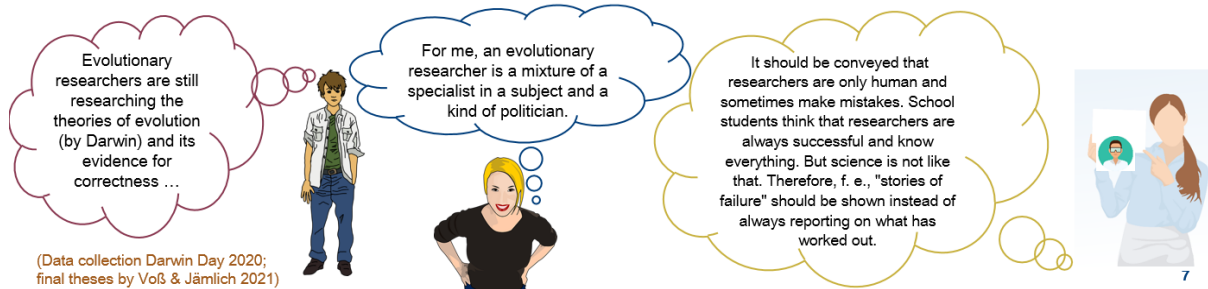 Evolutionary
researchers are still
researching the
theories of evolution
(by Darwin) and its
evidence for
correctness …
For me, an evolutionary
researcher is a mixture of a
specialist in a subject and a
kind of politician.
It should be conveyed that
researchers are only human and
sometimes make mistakes. School
students think that researchers are
always successful and know
everything. But science is not like
that. Therefore, f. e., "stories of
failure" should be shown instead of
always reporting on what has
worked out.
(Data collection Darwin Day 2020;
final theses by Voß & Jämlich 2021)
7